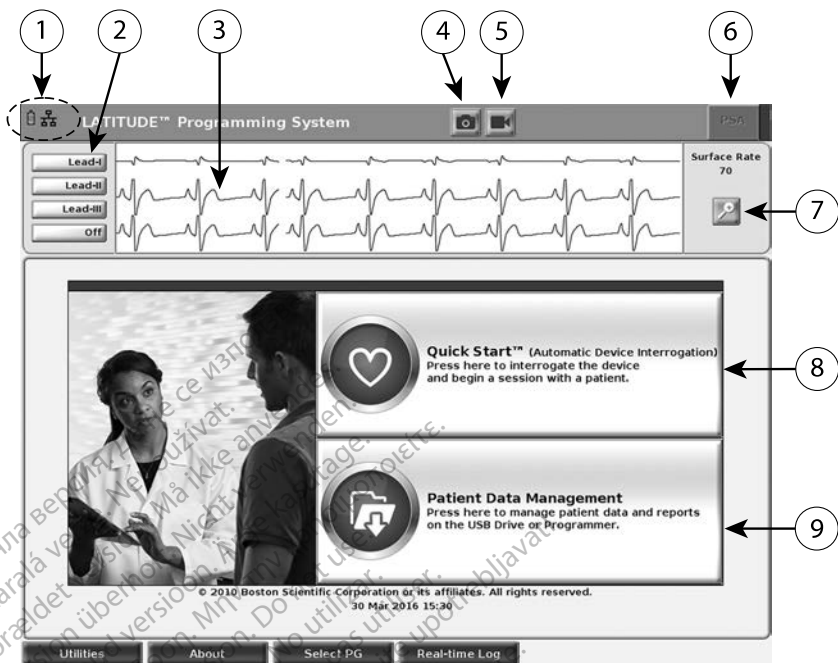 1 2 3 4 5 6
LATITUDE™ Programming System
PSA
Lead-I
Lead-II
Lead-III
Off
Surface Rate
70
7
Quick Start™ (Automatic Device Interrogation)
Press here to interrogate the device
and begin a session with a patient.
8
Patient Data Management
Press here to manage patient data and reports
on the USB Drive or Programmer.
9
© 2010 Boston Scientific Corporation or its affiliates. All rights reserved.
30 Mar 2016 15:30
Utilities
About
Select PG
Real-time Log